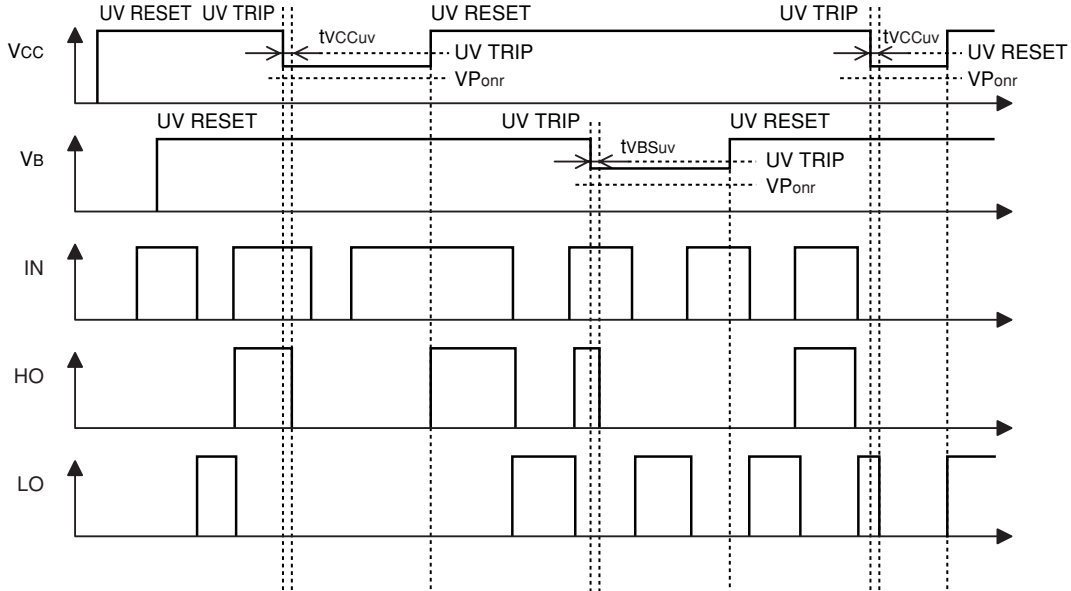 UV RESET UV TRIP UV RESET UV TRIP
VCC tVCCuv UV TRIP tVCCuv UV RESET
VPonr VPonr
UV RESET UV TRIP UV RESET
VB tVBSuv UV TRIP
VPonr
IN
HO
LO